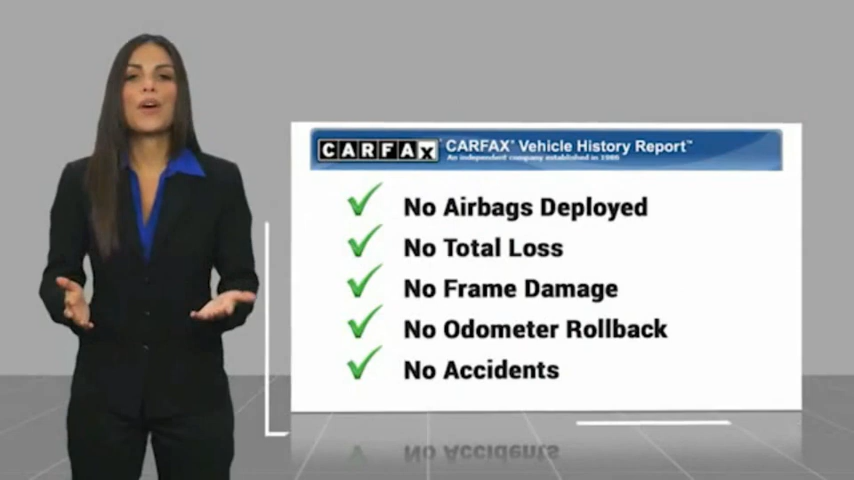 CARFAX CARFAX® Vehicle History Report™
An independent company established in 1986
No Airbags Deployed
No Total Loss
No Frame Damage
No Odometer Rollback
No Accidents
No Accidents